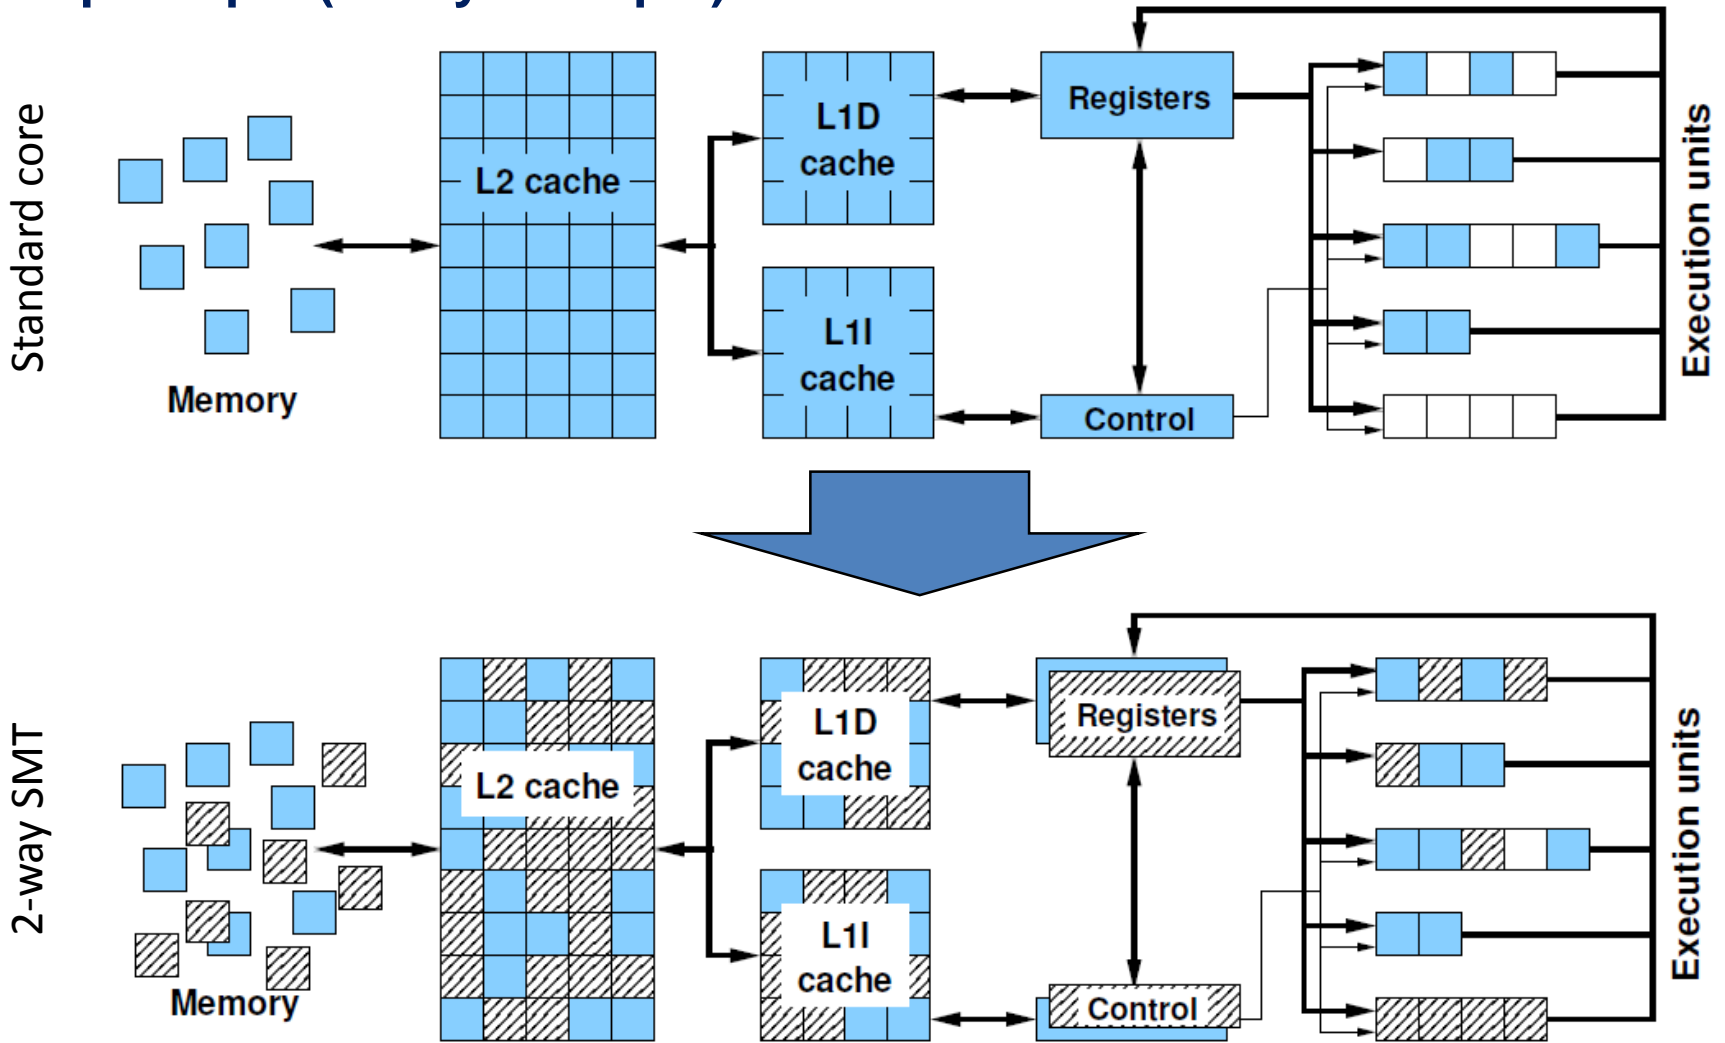 Standard core
Memory
L2 cache
L1D
cache
L1I
cache
Registers
Control
Execution units
2-way SMT
Memory
L2 cache
L1D
cache
L1I
cache
Registers
Control
Execution units